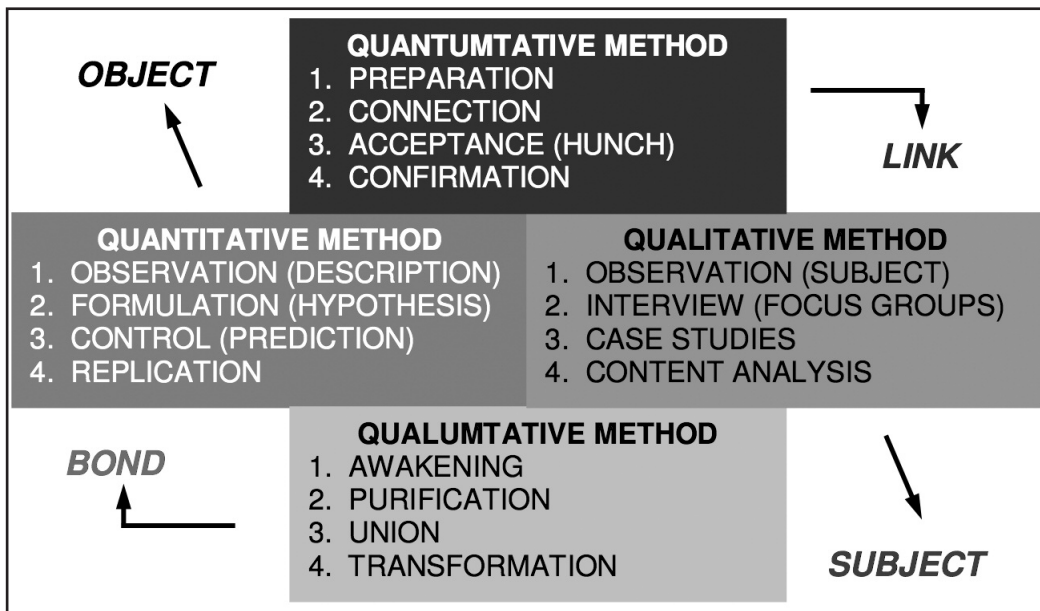 QUANTUMTATIVE METHOD
1. PREPARATION
2. CONNECTION
3. ACCEPTANCE (HUNCH)
4. CONFIRMATION
OBJECT
LINK
QUANTITATIVE METHOD
1. OBSERVATION (DESCRIPTION)
2. FORMULATION (HYPOTHESIS)
3. CONTROL (PREDICTION)
4. REPLICATION
QUALITATIVE METHOD
1. OBSERVATION (SUBJECT)
2. INTERVIEW (FOCUS GROUPS)
3. CASE STUDIES
4. CONTENT ANALYSIS
QUALUMTATIVE METHOD
1. AWAKENING
2. PURIFICATION
3. UNION
4. TRANSFORMATION
BOND
SUBJECT